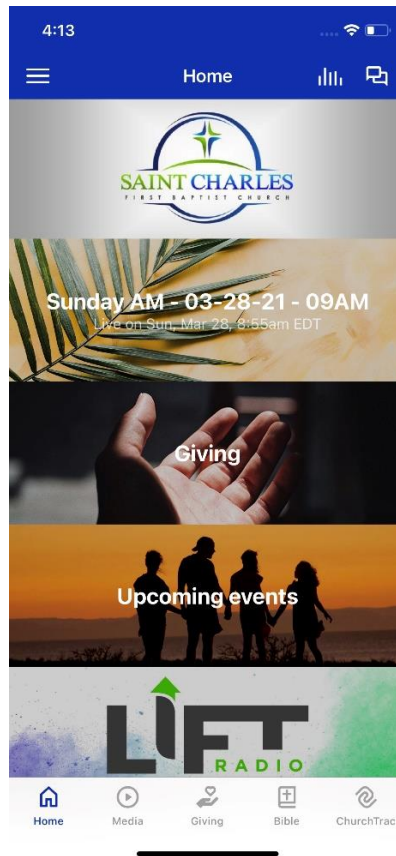 4:13
Home
SAINT CHARLES
FIRST BAPTIST CHURCH
Sunday AM - 03-28-21 - 09AM
Live on Sun, Mar 28, 8:55am EDT
Giving
Upcoming events
LIFT
RADIO
Home
Media
Giving
Bible
ChurchTrac